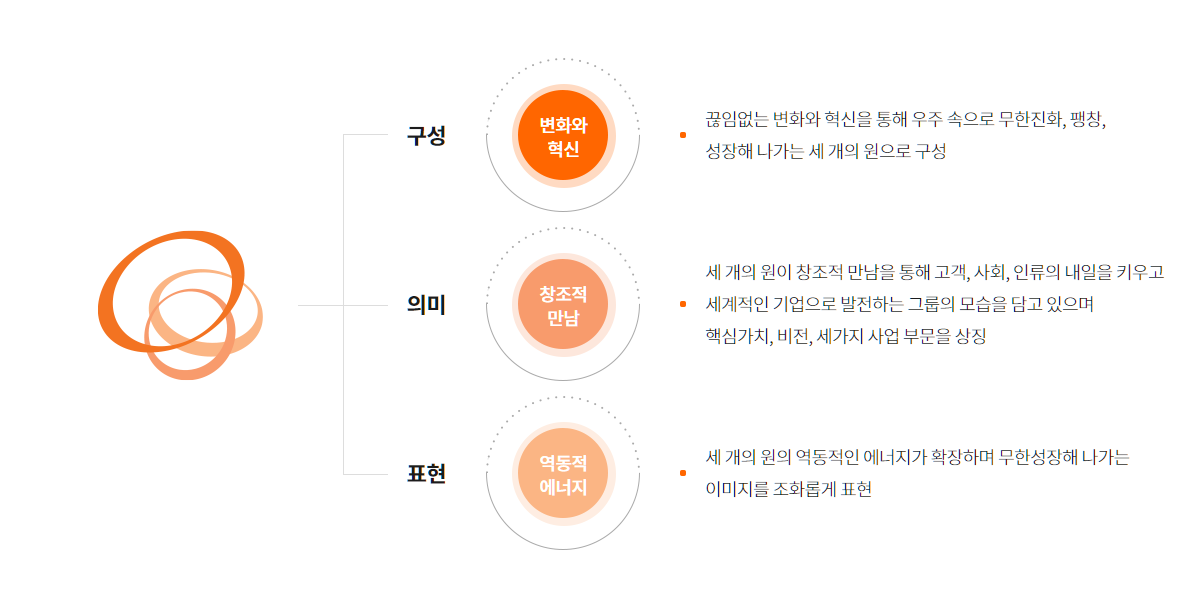 구성
변화와
혁신
끊임없는 변화와 혁신을 통해 우주 속으로 무한진화, 팽창,
성장해 나가는 세 개의 원으로 구성
의미
창조적
만남
세 개의 원이 창조적 만남을 통해 고객, 사회, 인류의 내일을 키우고
세계적인 기업으로 발전하는 그룹의 모습을 담고 있으며
핵심가치, 비전, 세가지 사업 부문을 상징
표현
역동적
에너지
세 개의 원의 역동적인 에너지가 확장하며 무한성장해 나가는
이미지를 조화롭게 표현